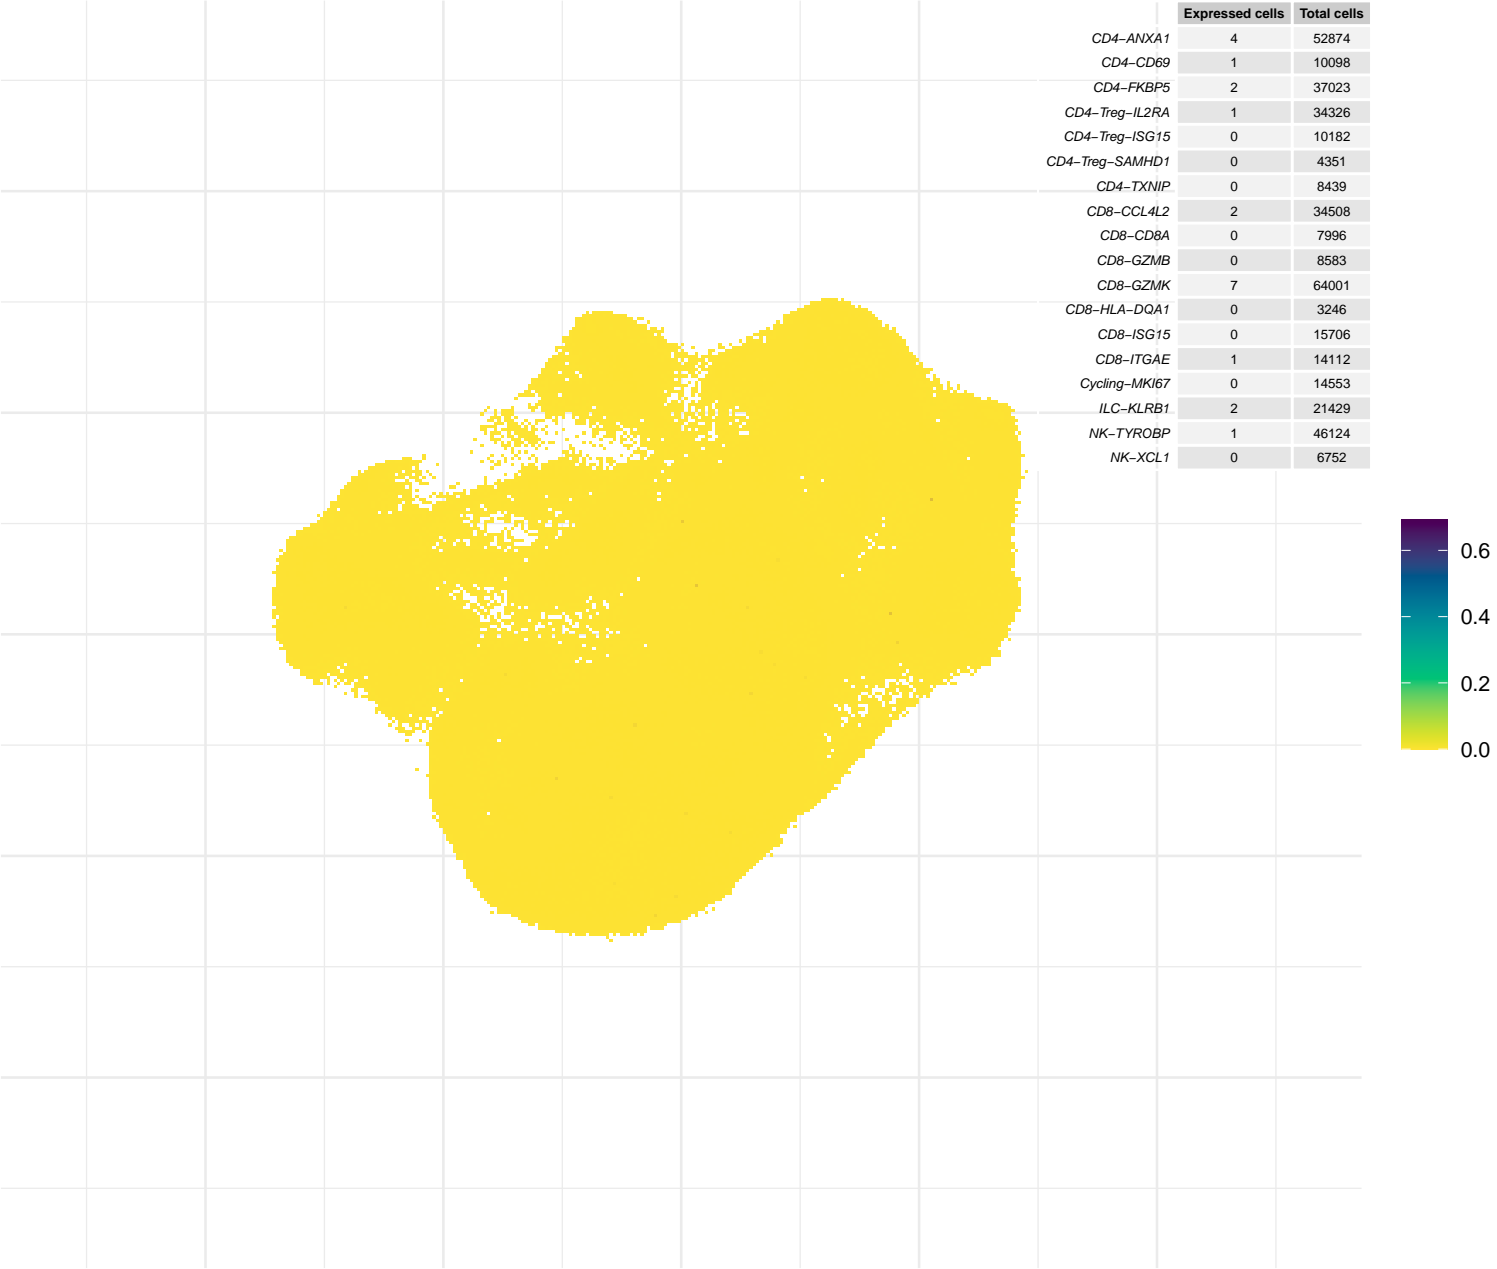 Expressed cells Total cells
CD4−ANXA1 4 52874
CD4−CD69 1 10098
CD4−FKBP5 2 37023
CD4−Treg−IL2RA 1 34326
CD4−Treg−ISG15 0 10182
CD4−Treg−SAMHD1 0 4351
CD4−TXNIP 0 8439
CD8−CCL4L2 2 34508
CD8−CD8A 0 7996
CD8−GZMB 0 8583
CD8−GZMK 7 64001
CD8−HLA−DQA1 0 3246
CD8−ISG15 0 15706
CD8−ITGAE 1 14112
Cycling−MKI67 0 14553
ILC−KLRB1 2 21429
NK−TYROBP 1 46124
NK−XCL1 0 6752
0.6
0.4
0.2
0.0